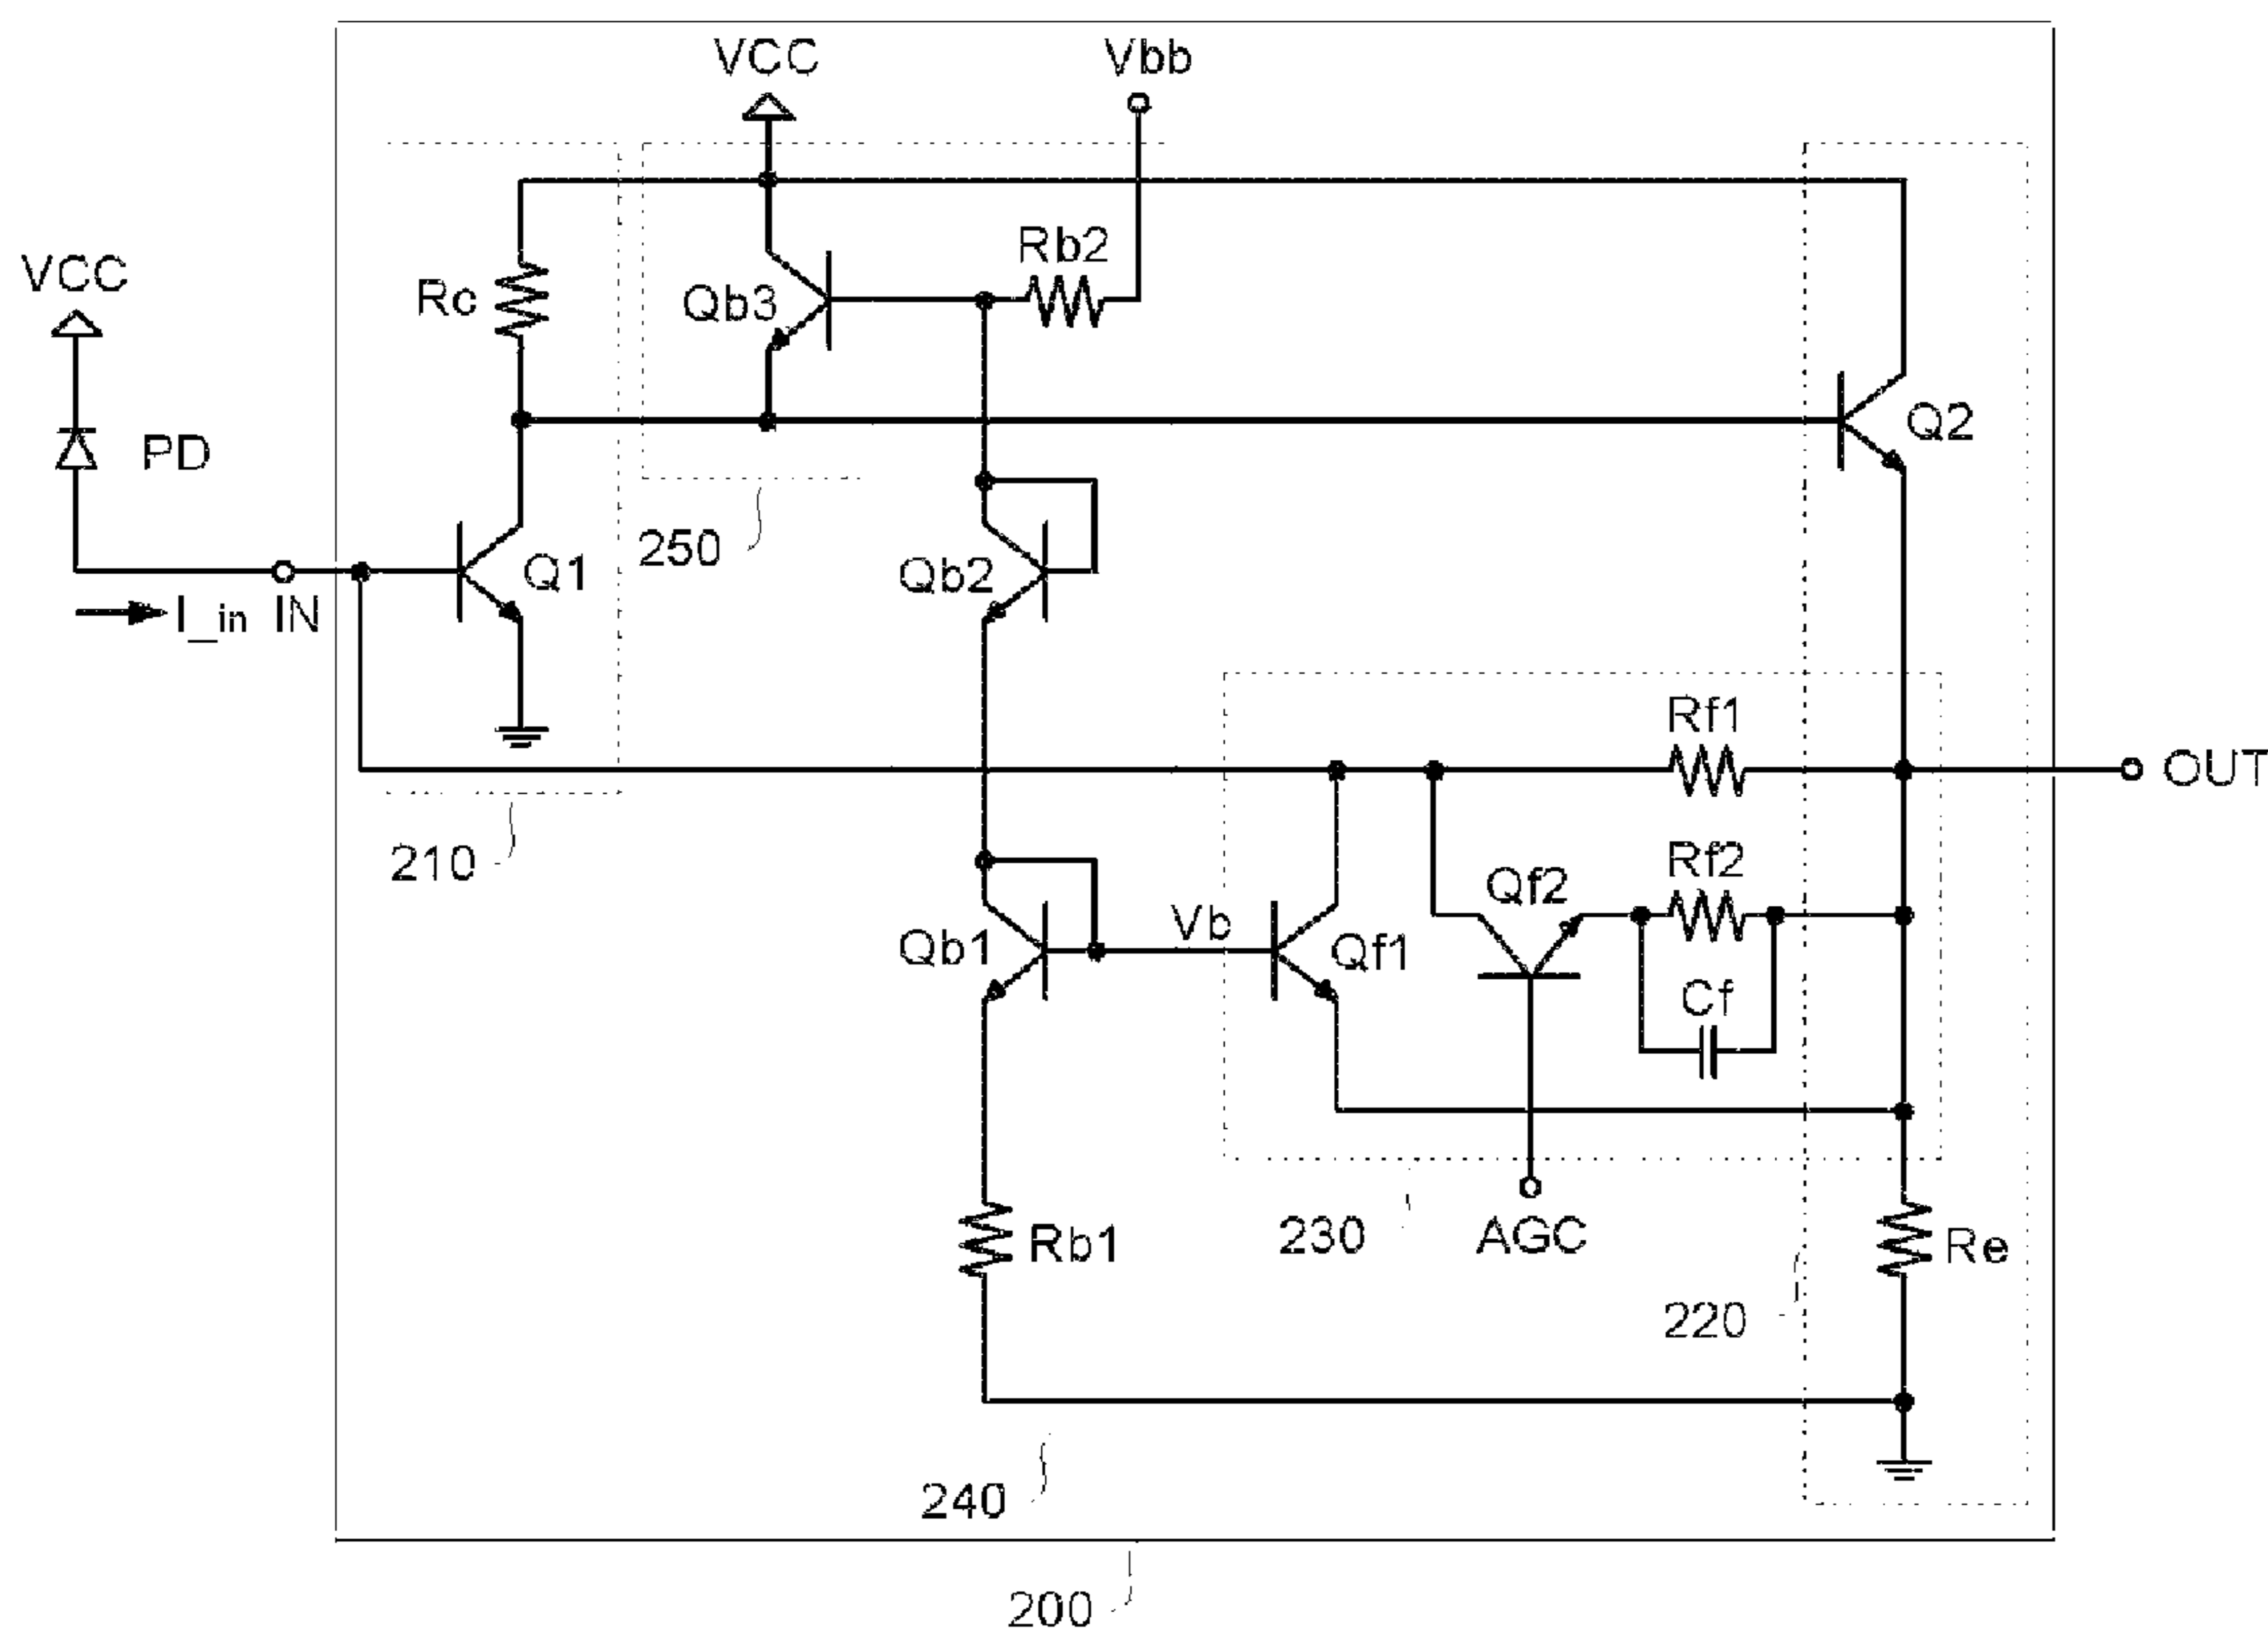 VCC
Vbb
VCC
Rc
Qb3
Rb2
PD
Q2
250
Q1
Qb2
I_in IN
Rf1
OUT
210
Qf2
Rf2
Qb1
Vb
Qf1
Cf
Rb1
230
AGC
Re
220
240
200